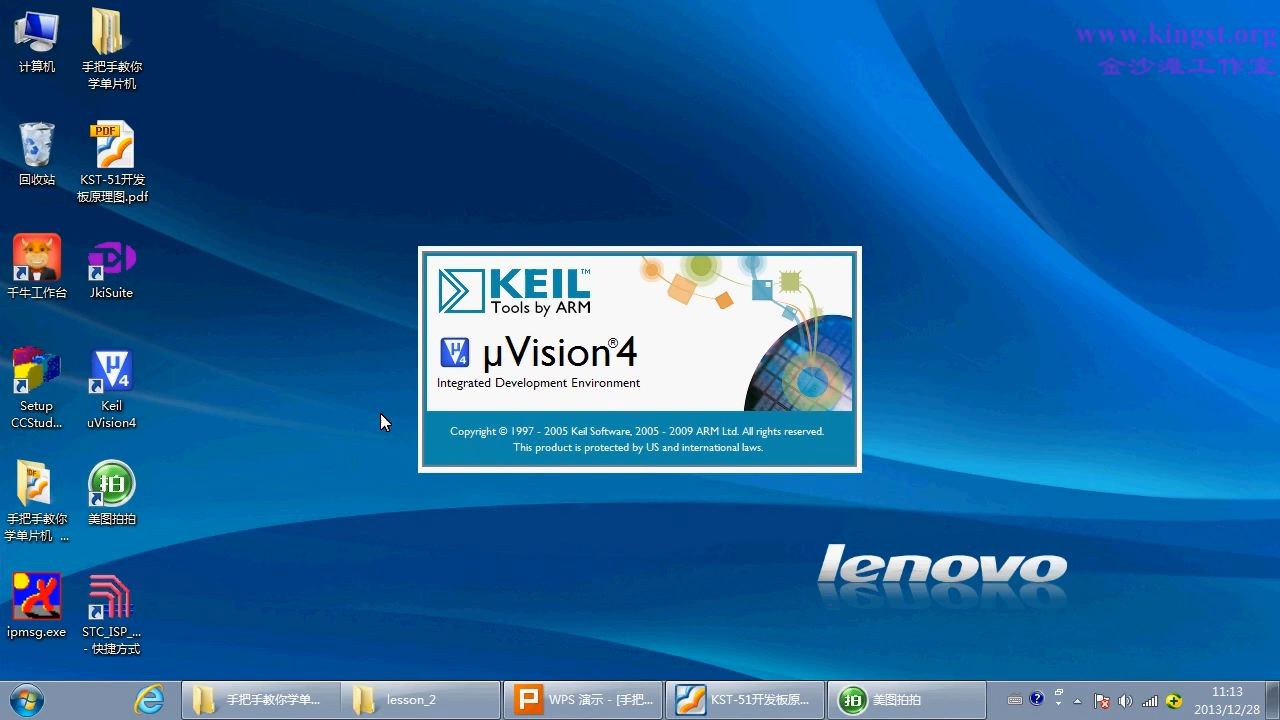 www.kingst.org
金沙滩工作室
计算机
手把手教你
学单片机
回收站
PDF
KST-51开发
板原理图.pdf
千牛工作台
JkiSuite
Setup
CCStud...
Keil
uVision4
手把手教你
学单片机 ...
拍
美图拍拍
ipmsg.exe
STC_ISP_...
- 快捷方式
KEIL™
Tools by ARM
µVision®4
Integrated Development Environment
Copyright © 1997 - 2005 Keil Software, 2005 - 2009 ARM Ltd. All rights reserved.
This product is protected by US and international laws.
lenovo
手把手教你学单...
lesson_2
WPS 演示 - [手把...
KST-51开发板原...
拍
美图拍拍
11:13
2013/12/28